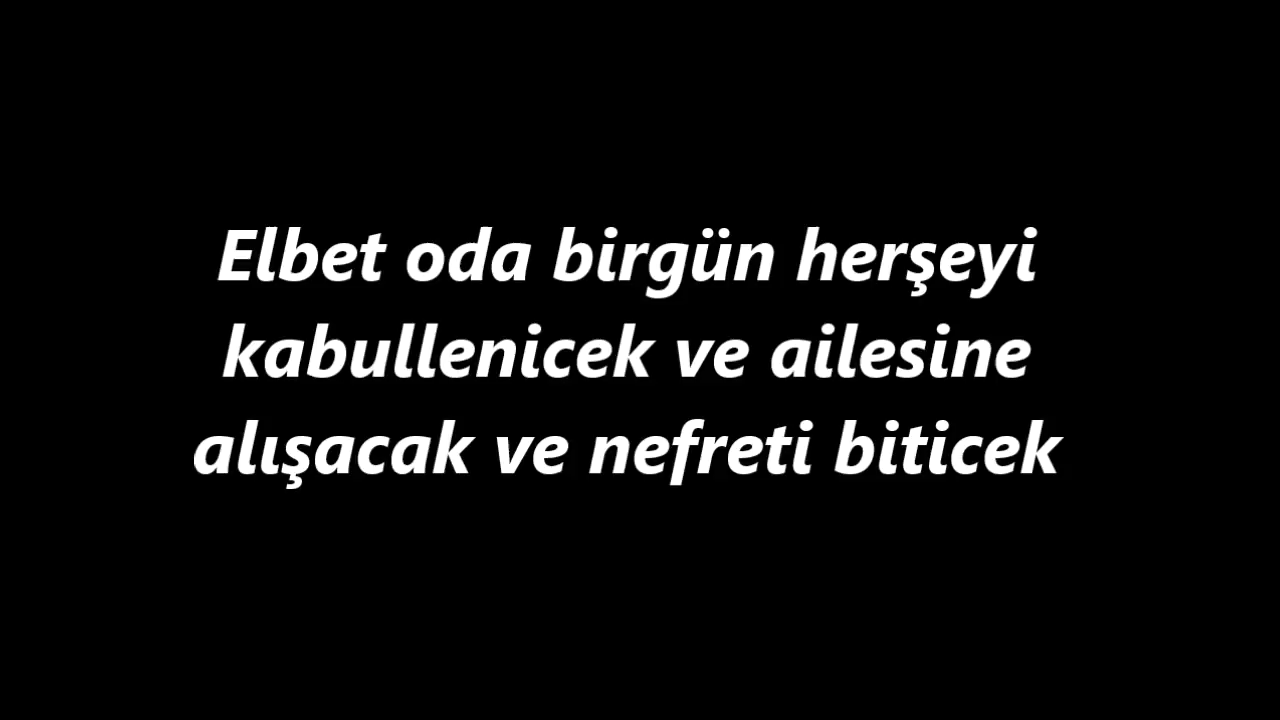 Elbet oda birgün herşeyi
kabullenicek ve ailesine
alışacak ve nefreti biticek